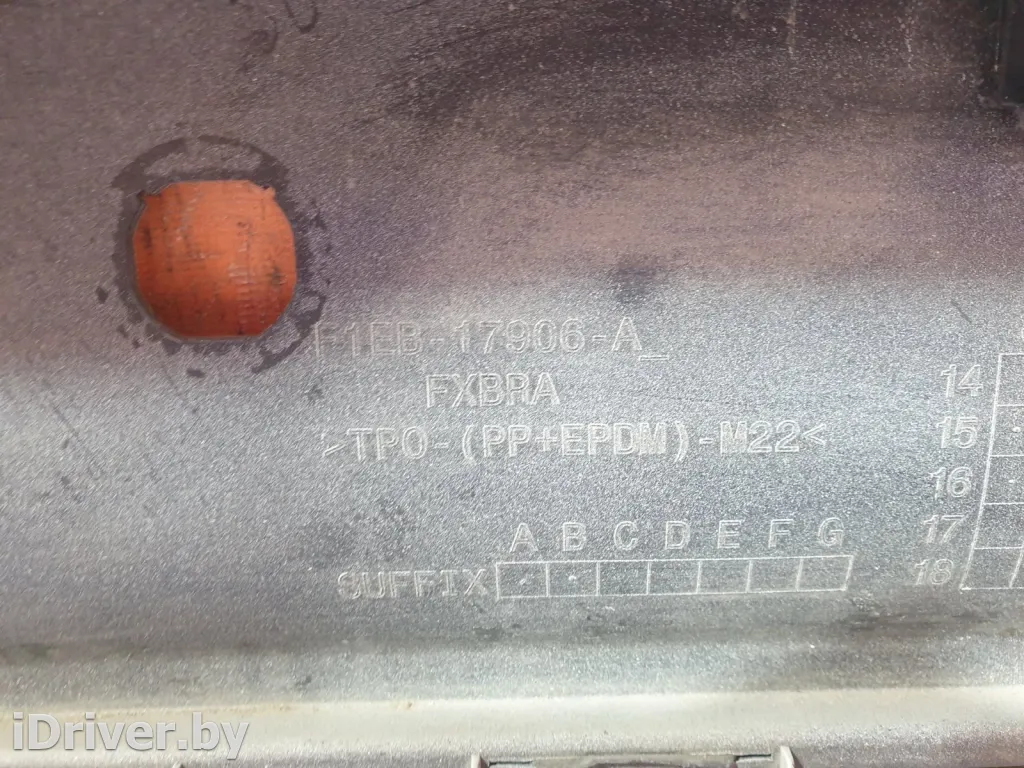 F1EB-17906-A_
FXBRA
>TPO-(PP+EPDM)-M22<
A B C D E F G
SUFFIX
14
15
16
17
18
iDriver.by